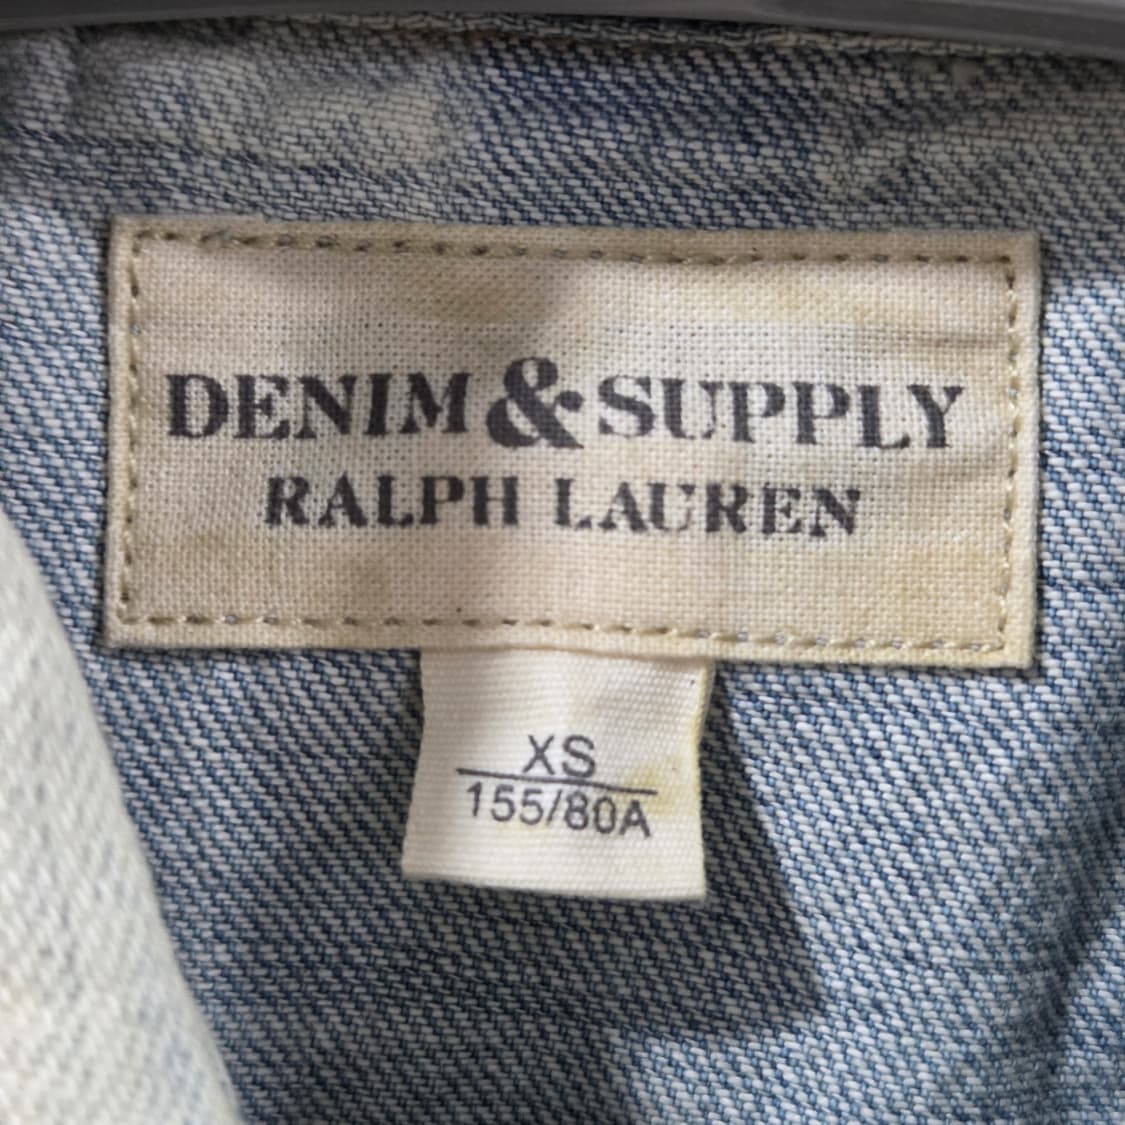 DENIM & SUPPLY
RALPH LAUREN
XS
155/80A